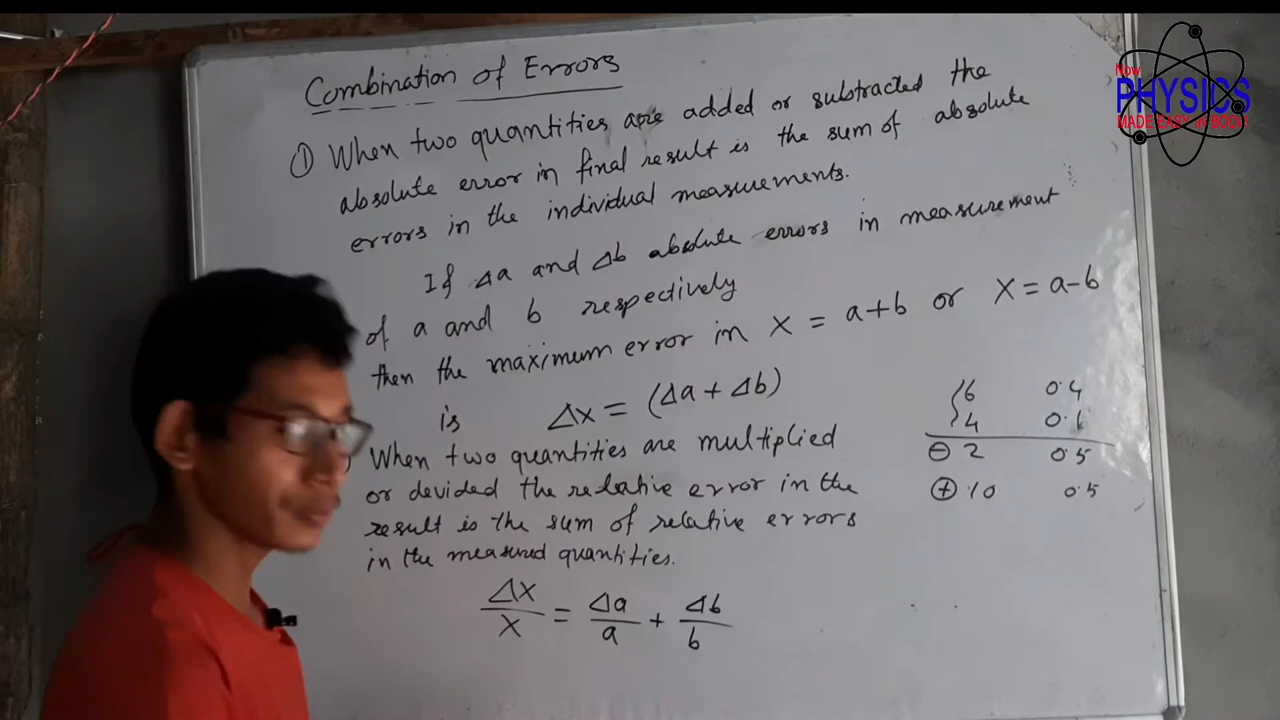 Now
PHYSICS
MADE EASY in BODO
Combination of Errors
① When two quantities are added or substracted the
absolute error in final result is the sum of absolute
errors in the individual measurements.
If Δa and Δb absolute errors in measurement
of a and b respectively
then the maximum error in X = a+b or X = a-b
is ΔX = (Δa + Δb)
6 0.4
4 0.1
⊖ 2 0.5
⊕ 10 0.5
When two quantities are multiplied
or devided the relative error in the
result is the sum of relative errors
in the measured quantities.
ΔX/X = Δa/a + Δb/b